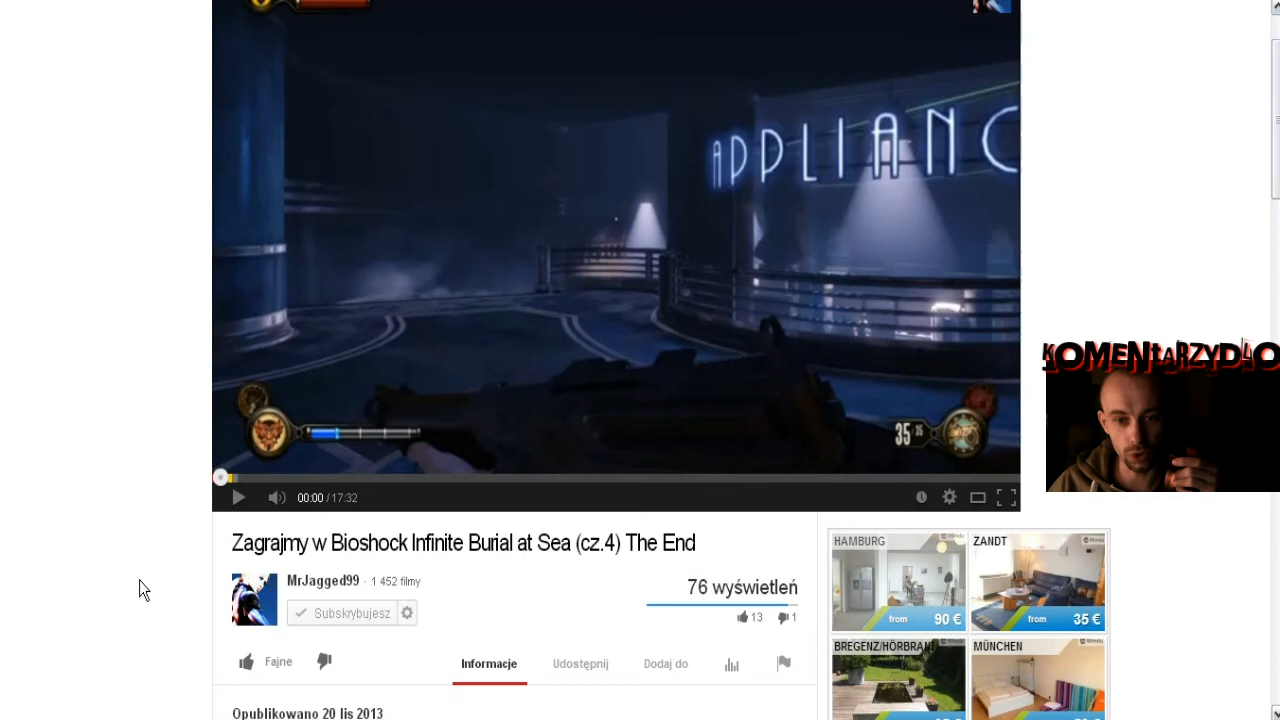 APPLIANC
35 35
KOMENtARZYDŁO
00:00 / 17:32
Zagrajmy w Bioshock Infinite Burial at Sea (cz.4) The End
MrJagged99 · 1 452 filmy
76 wyświetleń
Subskrybujesz
13 1
Fajne
Informacje Udostępnij Dodaj do
Opublikowano 20 lis 2013
HAMBURG
from 90 €
ZANDT
from 35 €
BREGENZ/HÖRBRAN
MÜNCHEN